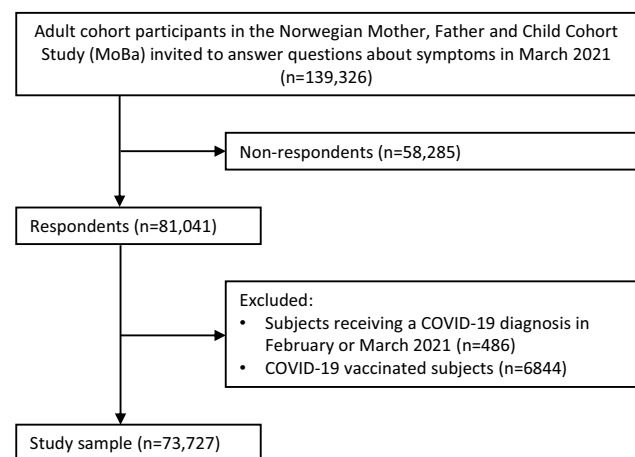 Adult cohort participants in the Norwegian Mother, Father and Child Cohort
Study (MoBa) invited to answer questions about symptoms in March 2021
(n=139,326)
Non-respondents (n=58,285)
Respondents (n=81,041)
Excluded:
• Subjects receiving a COVID-19 diagnosis in
February or March 2021 (n=486)
• COVID-19 vaccinated subjects (n=6844)
Study sample (n=73,727)